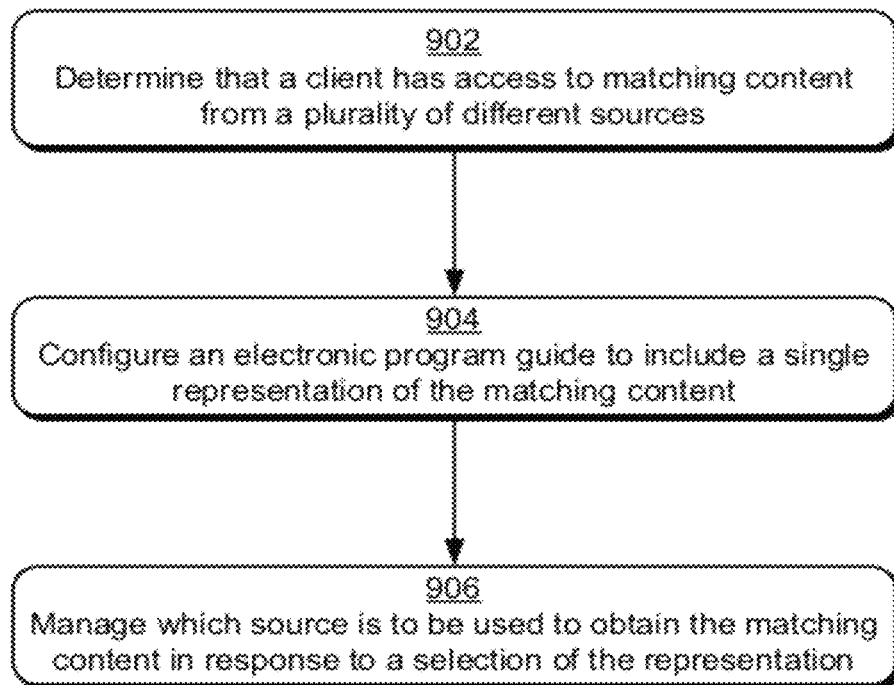 902
Determine that a client has access to matching content
from a plurality of different sources
904
Configure an electronic program guide to include a single
representation of the matching content
906
Manage which source is to be used to obtain the matching
content in response to a selection of the representation